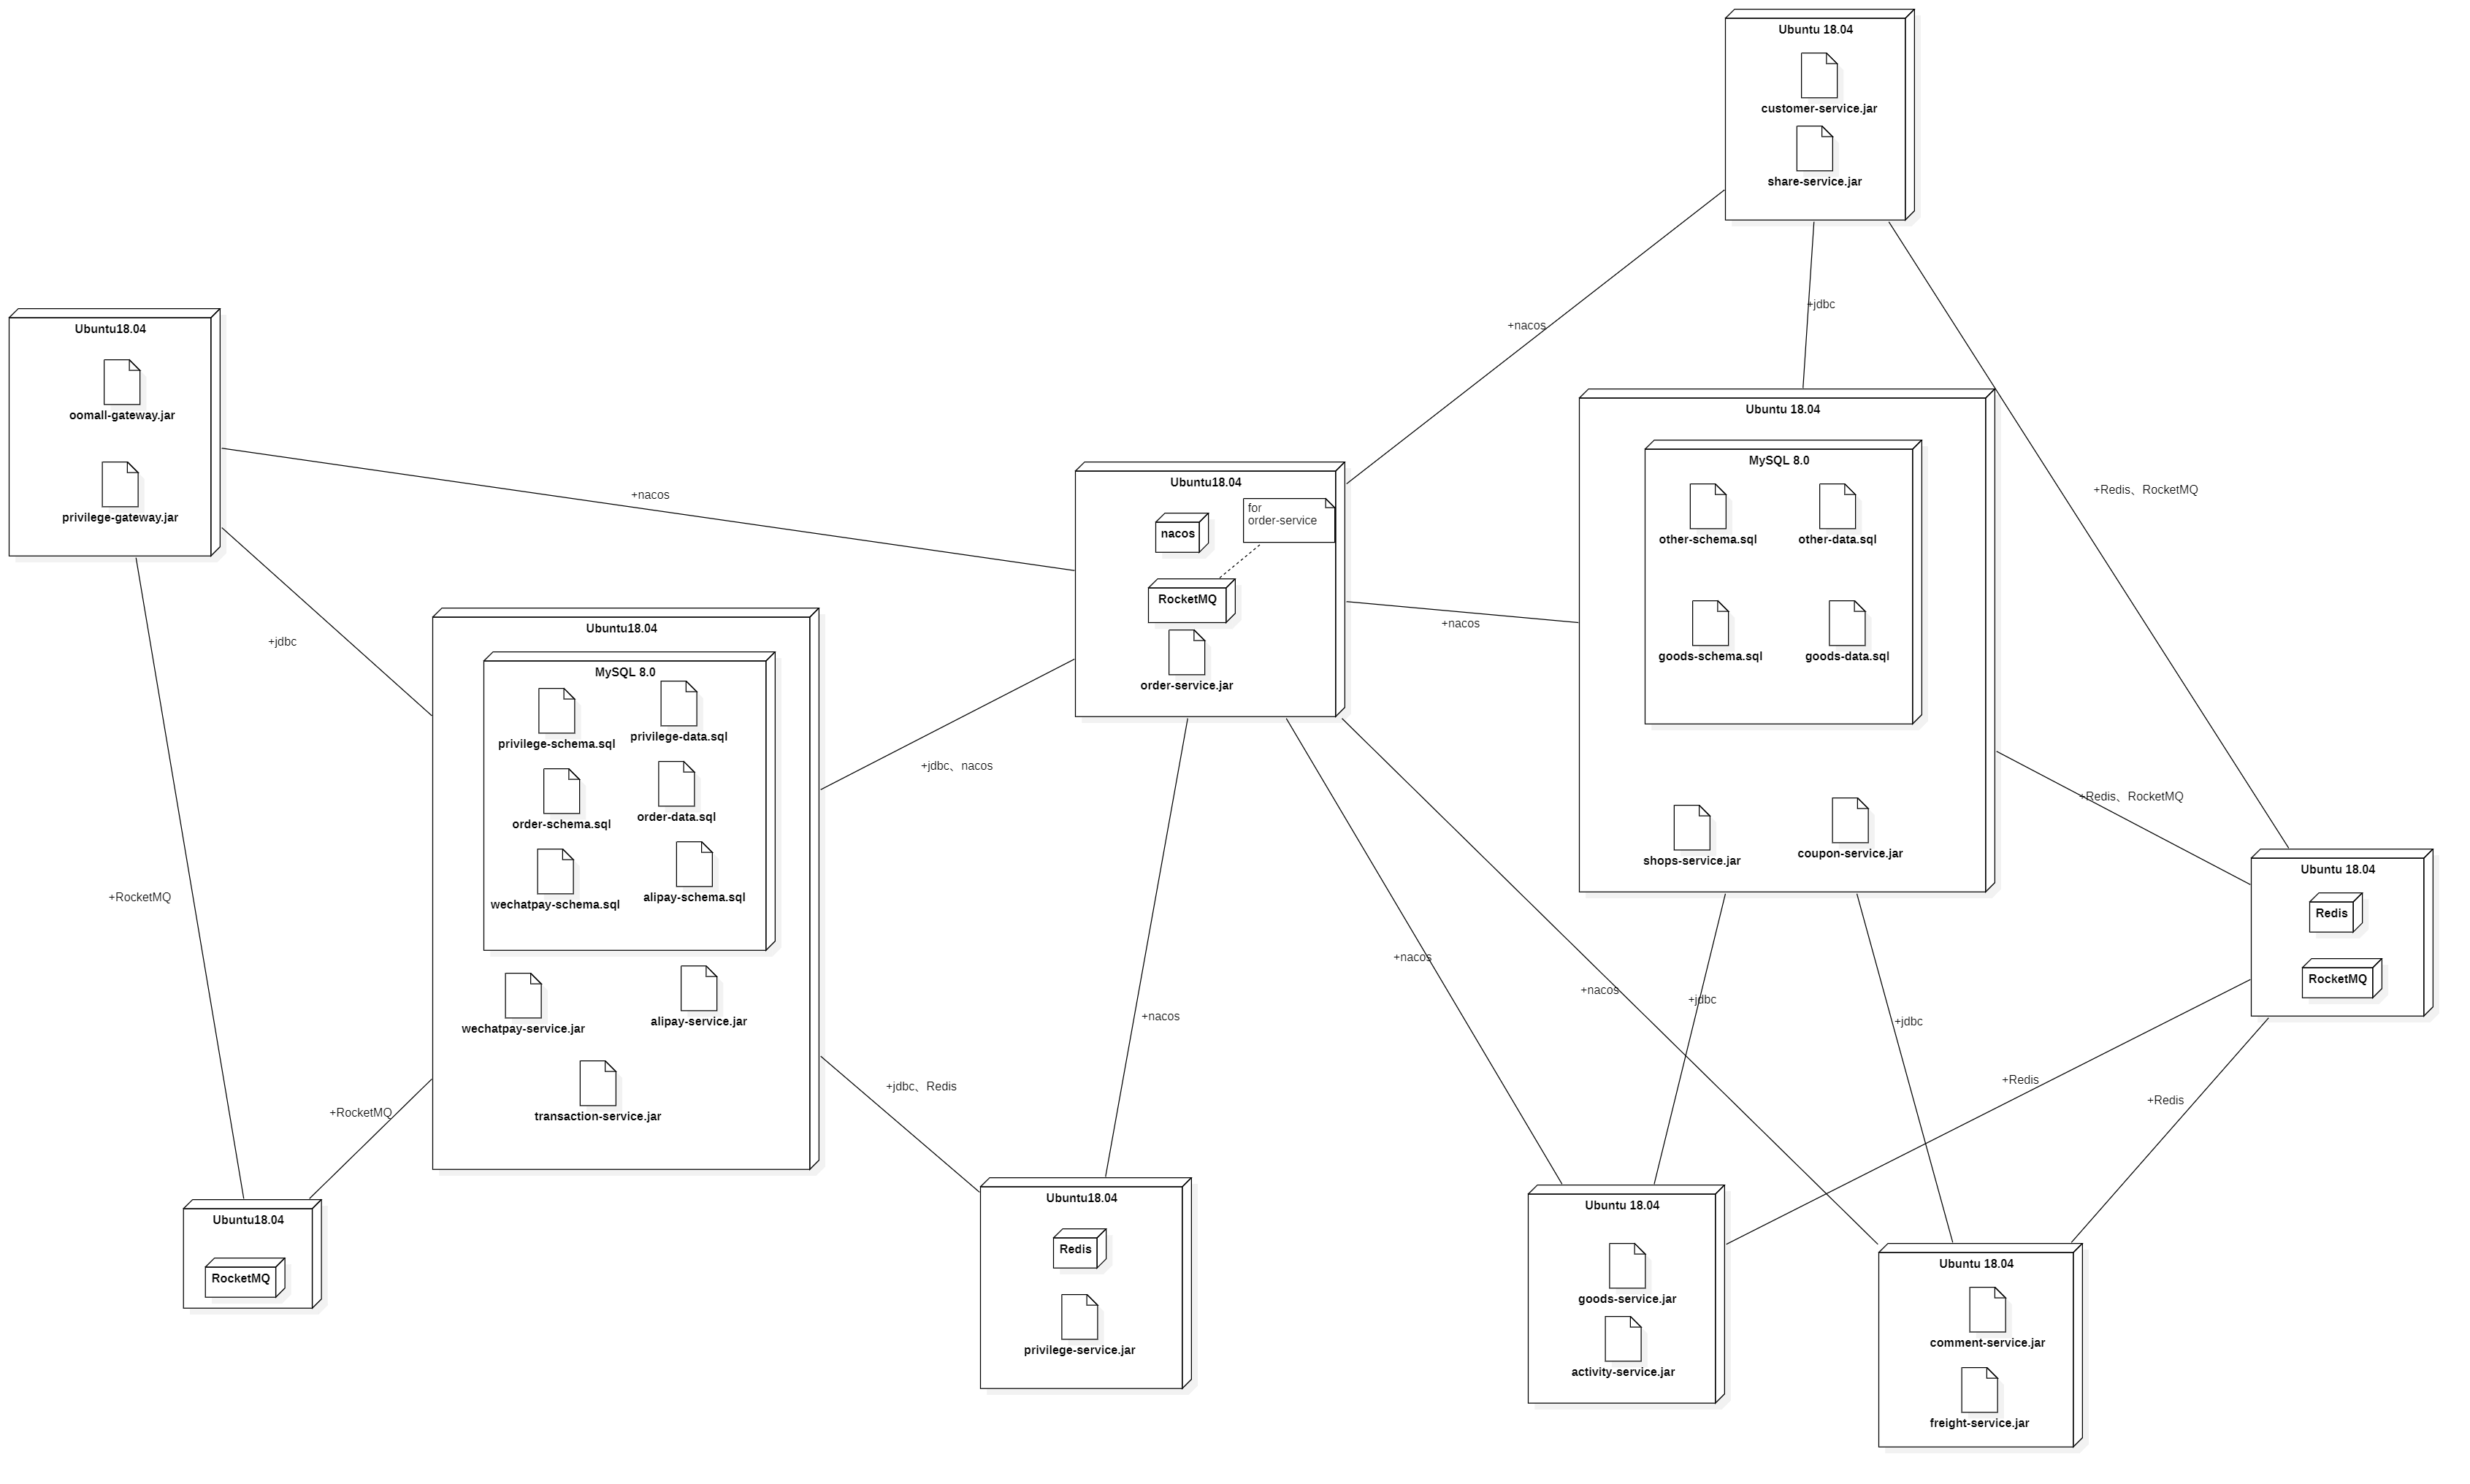 Ubuntu 18.04
customer-service.jar
share-service.jar
+nacos
+jdbc
+Redis、RocketMQ
Ubuntu18.04
oomall-gateway.jar
privilege-gateway.jar
+nacos
+jdbc
+RocketMQ
Ubuntu18.04
nacos
for
order-service
RocketMQ
order-service.jar
+nacos
Ubuntu 18.04
MySQL 8.0
other-schema.sql
other-data.sql
goods-schema.sql
goods-data.sql
shops-service.jar
coupon-service.jar
+Redis、RocketMQ
Ubuntu18.04
MySQL 8.0
privilege-schema.sql
privilege-data.sql
order-schema.sql
order-data.sql
wechatpay-schema.sql
alipay-schema.sql
wechatpay-service.jar
alipay-service.jar
transaction-service.jar
+jdbc、nacos
+RocketMQ
+jdbc、Redis
+nacos
+nacos
+nacos
+jdbc
+jdbc
Ubuntu 18.04
Redis
RocketMQ
+Redis
+Redis
Ubuntu18.04
RocketMQ
Ubuntu18.04
Redis
privilege-service.jar
Ubuntu 18.04
goods-service.jar
activity-service.jar
Ubuntu 18.04
comment-service.jar
freight-service.jar